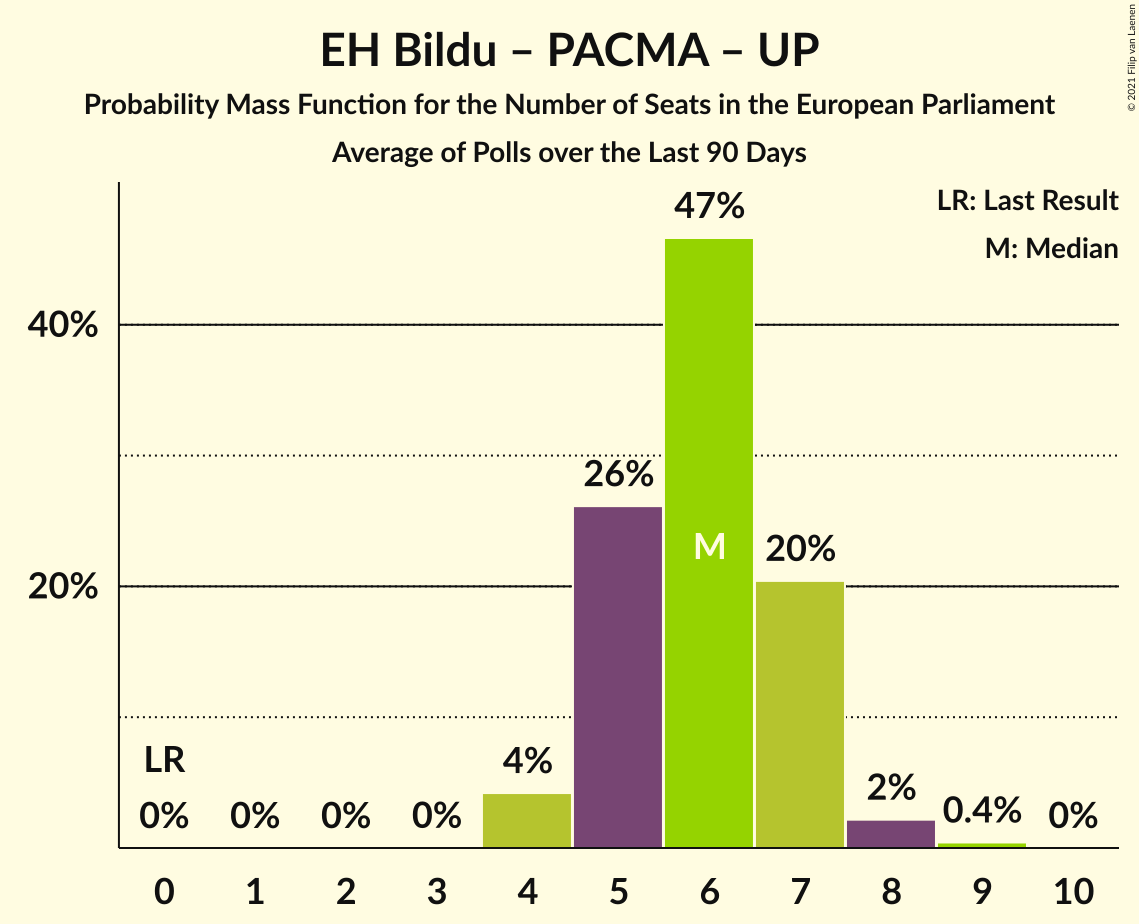 EH Bildu – PACMA – UP
Probability Mass Function for the Number of Seats in the European Parliament
Average of Polls over the Last 90 Days
© 2021 Filip van Laenen
LR: Last Result
M: Median
47%
40%
26%
M
20%
20%
LR
4%
2%
0.4%
0% 0% 0% 0% 0%
0 1 2 3 4 5 6 7 8 9 10